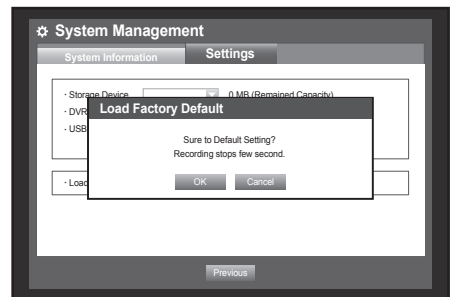 System Management
System Information Settings
· Storage Device 0 MB (Remained Capacity)
· DVR
· USB
Load Factory Default
Sure to Default Setting?
Recording stops few second.
OK Cancel
· Load
Previous